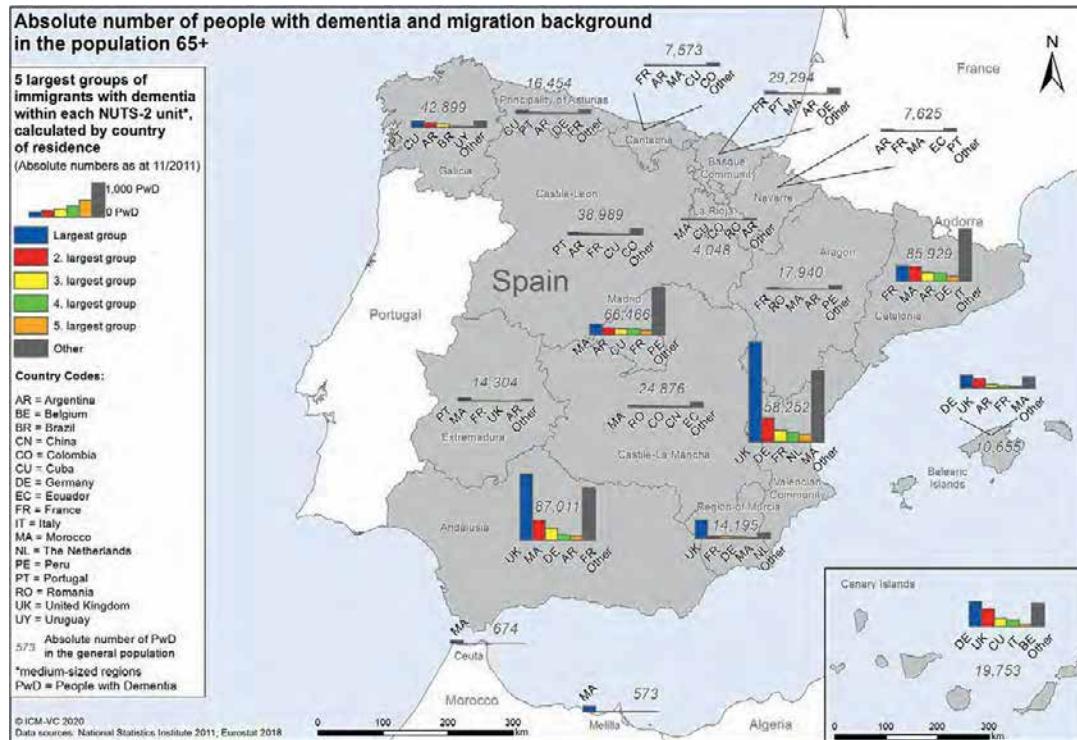 Absolute number of people with dementia and migration background
in the population 65+
5 largest groups of
immigrants with dementia
within each NUTS-2 unit*,
calculated by country
of residence
(Absolute numbers as at 11/2011)
1,000 PwD
0 PwD
Largest group
2. largest group
3. largest group
4. largest group
5. largest group
Other
Country Codes:
AR = Argentina
BE = Belgium
BR = Brazil
CN = China
CO = Colombia
CU = Cuba
DE = Germany
EC = Ecuador
FR = France
IT = Italy
MA = Morocco
NL = The Netherlands
PE = Peru
PT = Portugal
RO = Romania
UK = United Kingdom
UY = Uruguay
573 Absolute number of PwD
in the general population
*medium-sized regions
PwD = People with Dementia
© ICM-VC 2020
Data sources: National Statistics Institute 2011; Eurostat 2018
N
France
Andorra
Portugal
Spain
Morocco
Algeria
42.899
PT CU AR BR UY Other
Galicia
16.454
Principality of Asturias
CU PT AR DE FR Other
7,573
FR AR MA CU CO Other
Cantabria
29,294
FR PT MA AR DE Other
Basque
Community
7,625
AR FR MA EC PT Other
Navarre
La Rioja
MA CU CO RO AR Other
4,048
Castile-Leon
38,989
PT AR FR CU CO Other
Aragon
17,940
FR RO MA AR PE Other
85,929
FR MA AR DE IT Other
Catalonia
Madrid
66,466
MA AR CU FR PE Other
14,304
PT MA FR UK AR Other
Extremadura
24,876
MA RO CO CN EC Other
Castile-La Mancha
58,252
UK DE FR NL MA Other
Valencian
Community
DE UK AR FR MA Other
10,655
Balearic
Islands
Andalusia
87,011
UK MA DE AR FR Other
Region of Murcia
14,195
UK FR DE MA NL Other
MA 674
Ceuta
MA 573
Melilla
Canary Islands
DE UK CU IT BE Other
19,753
0 100 200 300
km
0 100 200 300
km